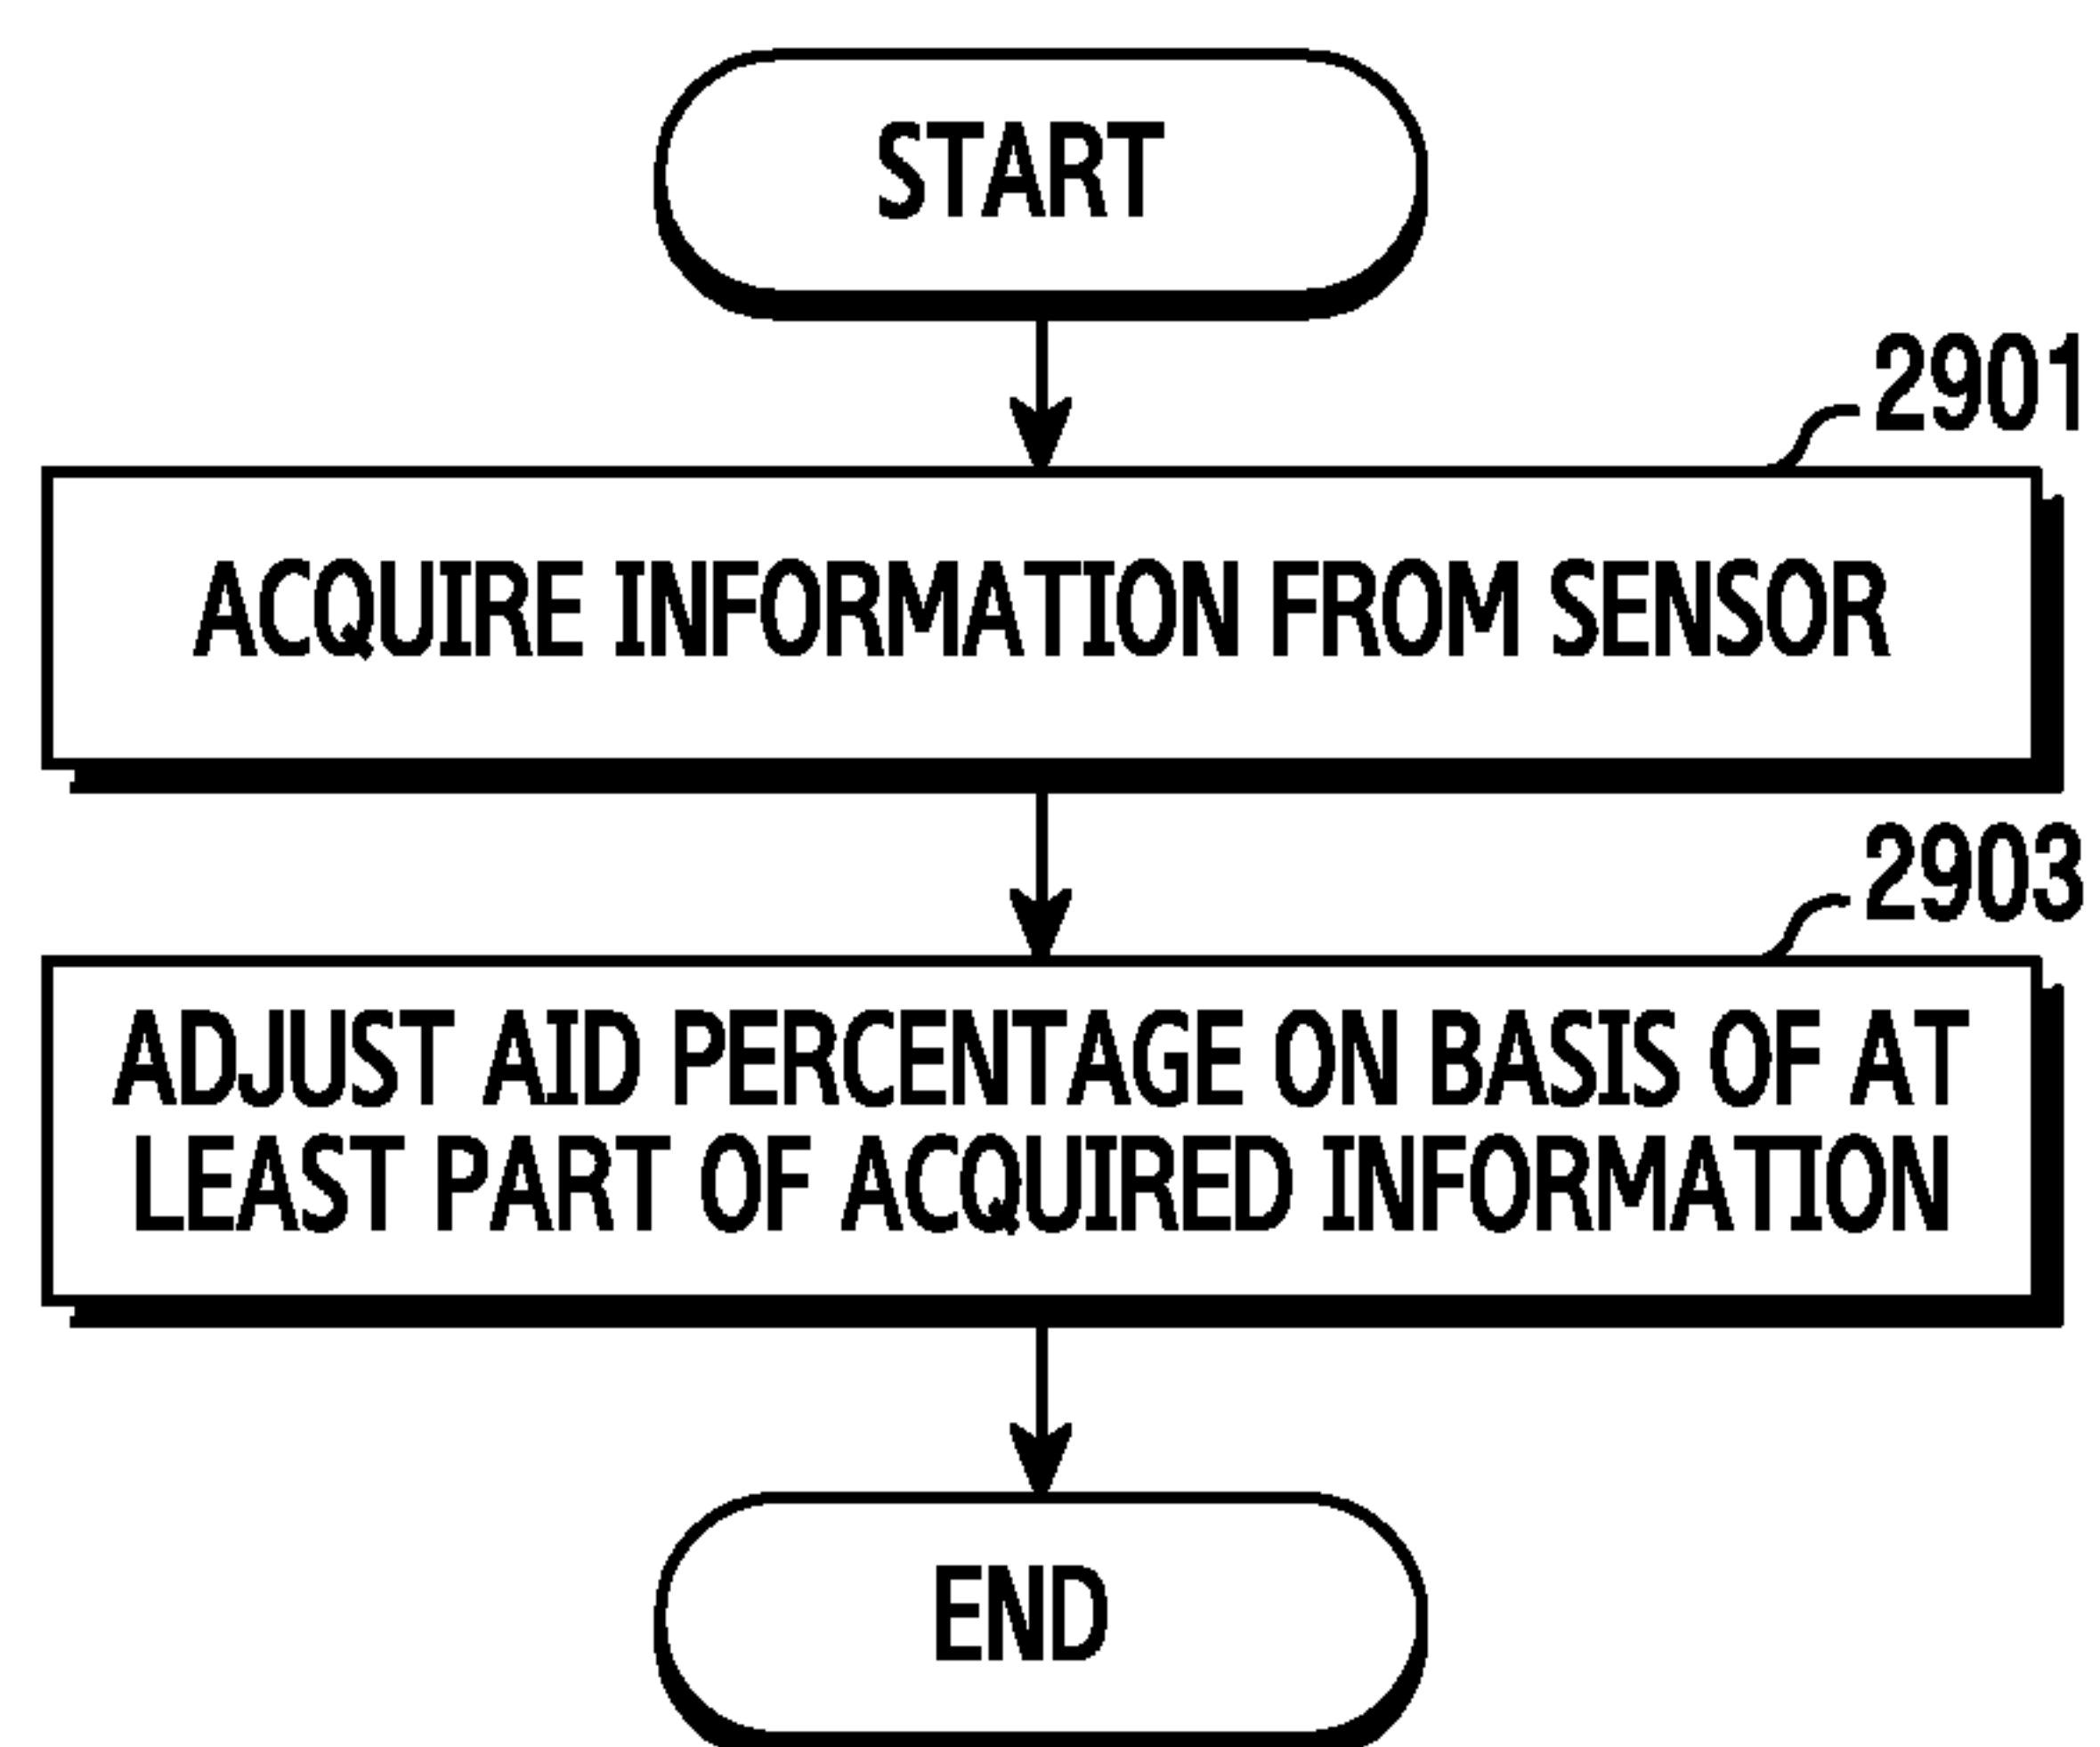 START
2901
ACQUIRE INFORMATION FROM SENSOR
2903
ADJUST AID PERCENTAGE ON BASIS OF AT
LEAST PART OF ACQUIRED INFORMATION
END